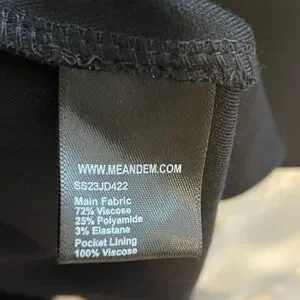 WWW.MEANDEM.COM
SS23JD422
Main Fabric
72% Viscose
25% Polyamide
3% Elastane
Pocket Lining
100% Viscose